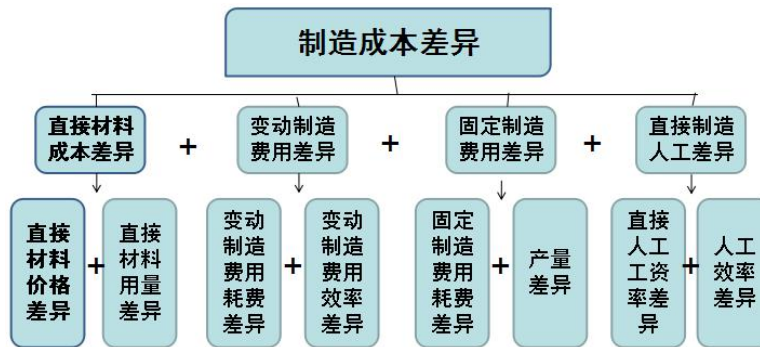 制造成本差异
直接材料
成本差异
+
变动制造
费用差异
+
固定制造
费用差异
+
直接制造
人工差异
直接
材料
价格
差异
+
直接
材料
用量
差异
变动
制造
费用
耗费
差异
+
变动
制造
费用
效率
差异
固定
制造
费用
耗费
差异
+
产量
差异
直接
人工
工资
率差
异
+
人工
效率
差异